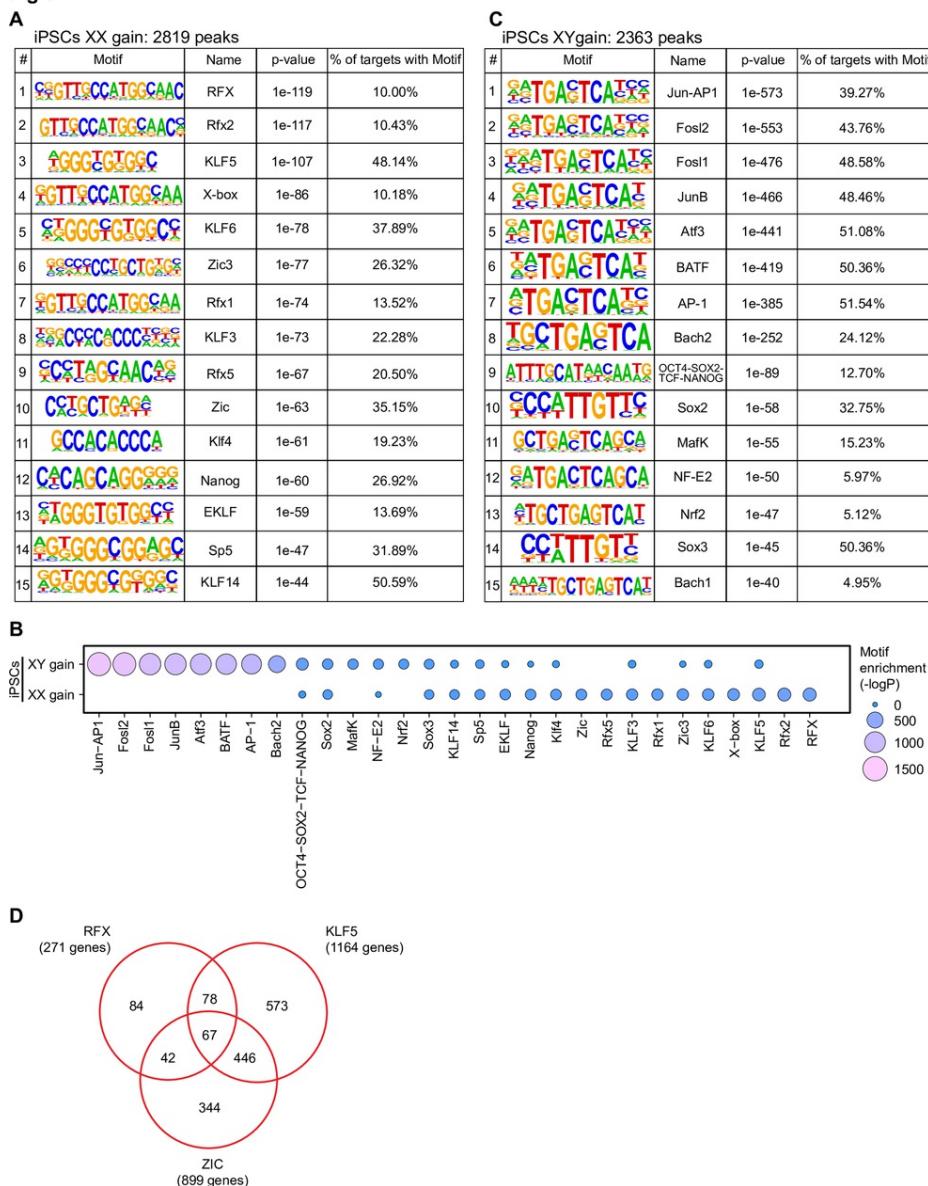 A
iPSCs XX gain: 2819 peaks
# Motif Name p-value % of targets with Motif
1 RFX 1e-119 10.00%
2 Rfx2 1e-117 10.43%
3 KLF5 1e-107 48.14%
4 X-box 1e-86 10.18%
5 KLF6 1e-78 37.89%
6 Zic3 1e-77 26.32%
7 Rfx1 1e-74 13.52%
8 KLF3 1e-73 22.28%
9 Rfx5 1e-67 20.50%
10 Zic 1e-63 35.15%
11 Klf4 1e-61 19.23%
12 Nanog 1e-60 26.92%
13 EKLF 1e-59 13.69%
14 Sp5 1e-47 31.89%
15 KLF14 1e-44 50.59%
C
iPSCs XYgain: 2363 peaks
# Motif Name p-value % of targets with Motif
1 Jun-AP1 1e-573 39.27%
2 Fosl2 1e-553 43.76%
3 Fosl1 1e-476 48.58%
4 JunB 1e-466 48.46%
5 Atf3 1e-441 51.08%
6 BATF 1e-419 50.36%
7 AP-1 1e-385 51.54%
8 Bach2 1e-252 24.12%
9 OCT4-SOX2-TCF-NANOG 1e-89 12.70%
10 Sox2 1e-58 32.75%
11 MafK 1e-55 15.23%
12 NF-E2 1e-50 5.97%
13 Nrf2 1e-47 5.12%
14 Sox3 1e-45 50.36%
15 Bach1 1e-40 4.95%
B
iPSCs
XY gain
XX gain
Jun-AP1
Fosl2
Fosl1
JunB
Atf3
BATF
AP-1
Bach2
OCT4-SOX2-TCF-NANOG
Sox2
MafK
NF-E2
Nrf2
Sox3
KLF14
Sp5
EKLF
Nanog
Klf4
Zic
Rfx5
KLF3
Rfx1
Zic3
KLF6
X-box
KLF5
Rfx2
RFX
Motif
enrichment
(-logP)
0
500
1000
1500
D
RFX
(271 genes)
KLF5
(1164 genes)
84
78
573
67
42
446
344
ZIC
(899 genes)